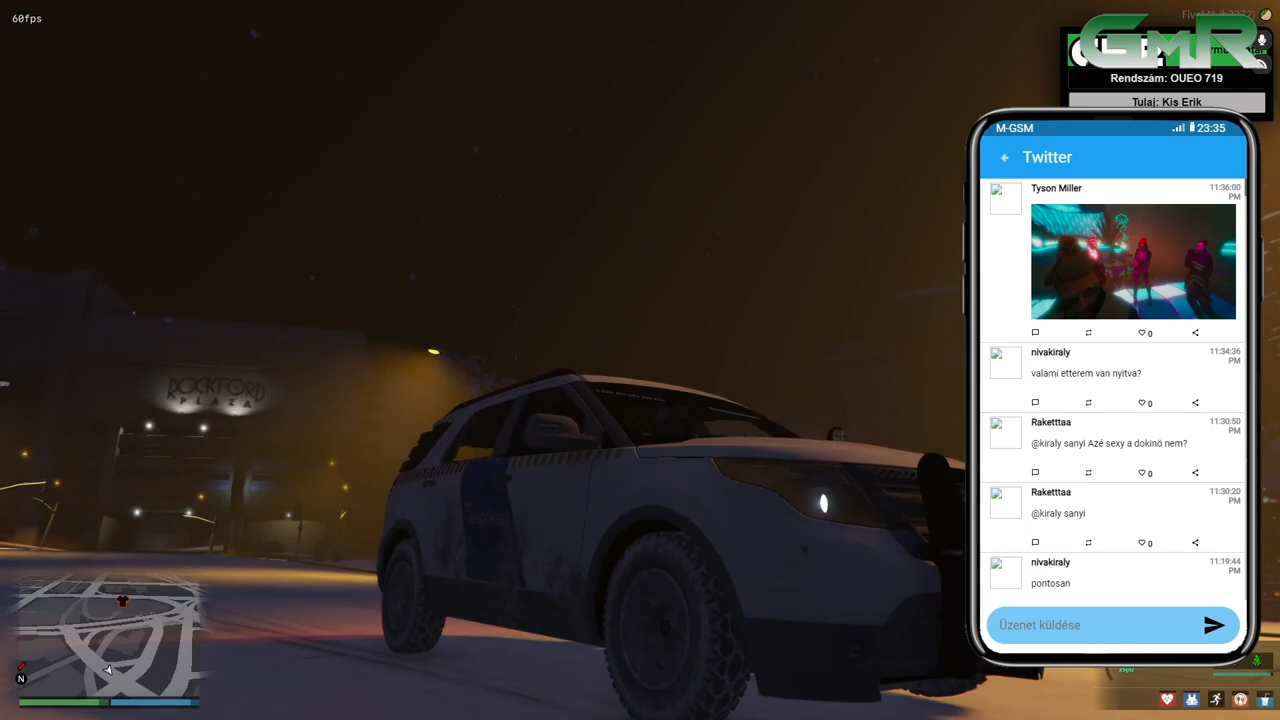 60fps
GMR
Rendszám: OUEO 719
Tulaj: Kis Erik
M-GSM
23:35
Twitter
Tyson Miller
11:36:00 PM
0
nivakiraly
11:34:36 PM
valami etterem van nyitva?
0
Raketttaa
11:30:50 PM
@kiraly sanyi Azé sexy a dokinö nem?
0
Raketttaa
11:30:20 PM
@kiraly sanyi
0
nivakiraly
11:19:44 PM
pontosan
Üzenet küldése
ROCKFORD
PLAZA
N
KM/H